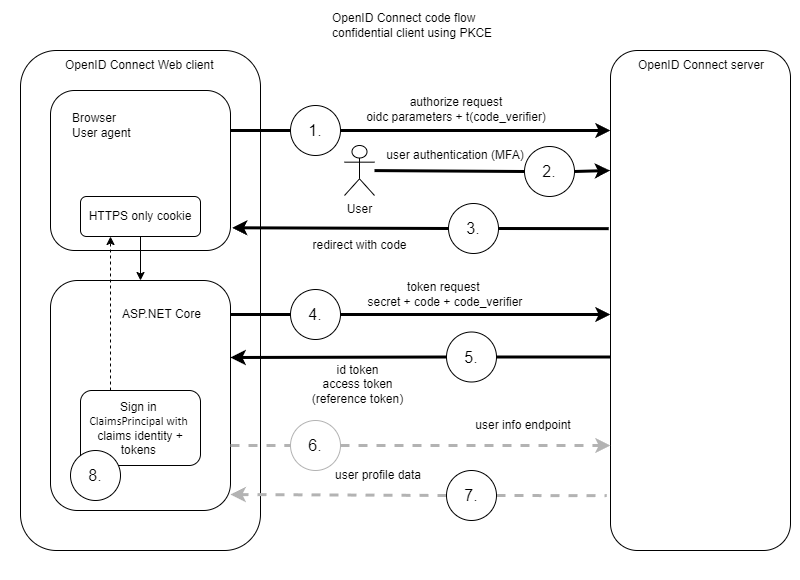 OpenID Connect code flow
confidential client using PKCE
OpenID Connect Web client
OpenID Connect server
Browser
User agent
authorize request
oidc parameters + t(code_verifier)
1.
user authentication (MFA)
2.
User
HTTPS only cookie
3.
redirect with code
ASP.NET Core
token request
secret + code + code_verifier
4.
5.
id token
access token
(reference token)
Sign in
ClaimsPrincipal with
claims identity +
tokens
user info endpoint
6.
8.
user profile data
7.